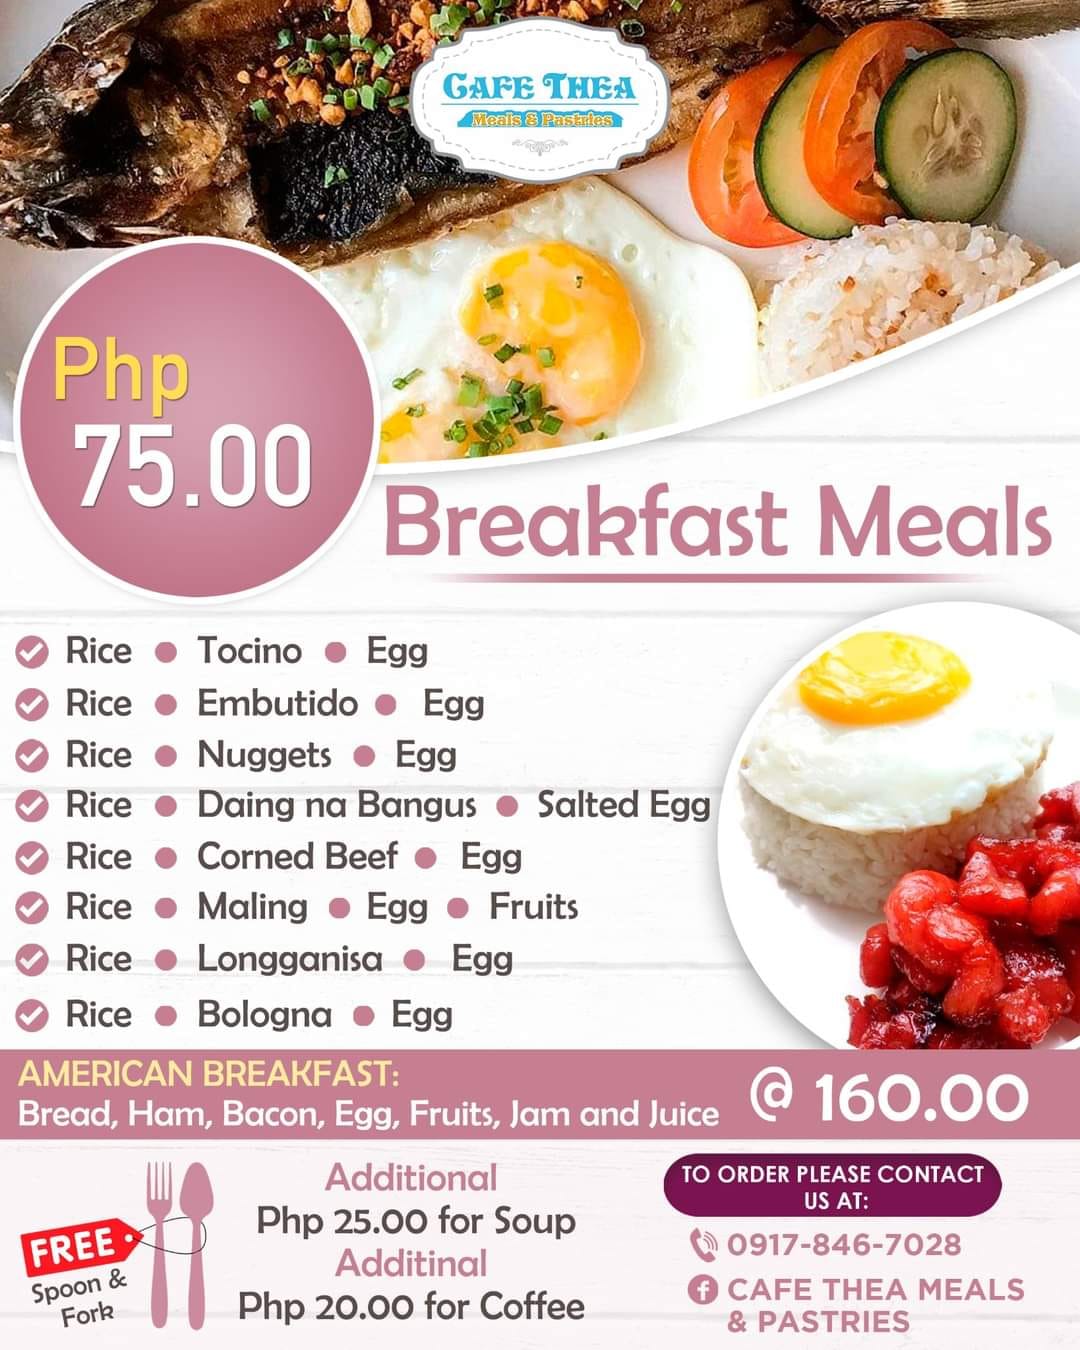 CAFE THEA
Meals & Pastries
Php
75.00
Breakfast Meals
Rice • Tocino • Egg
Rice • Embutido • Egg
Rice • Nuggets • Egg
Rice • Daing na Bangus • Salted Egg
Rice • Corned Beef • Egg
Rice • Maling • Egg • Fruits
Rice • Longganisa • Egg
Rice • Bologna • Egg
AMERICAN BREAKFAST:
Bread, Ham, Bacon, Egg, Fruits, Jam and Juice
@ 160.00
FREE
Spoon &
Fork
Additional
Php 25.00 for Soup
Additinal
Php 20.00 for Coffee
TO ORDER PLEASE CONTACT
US AT:
0917-846-7028
CAFE THEA MEALS
& PASTRIES